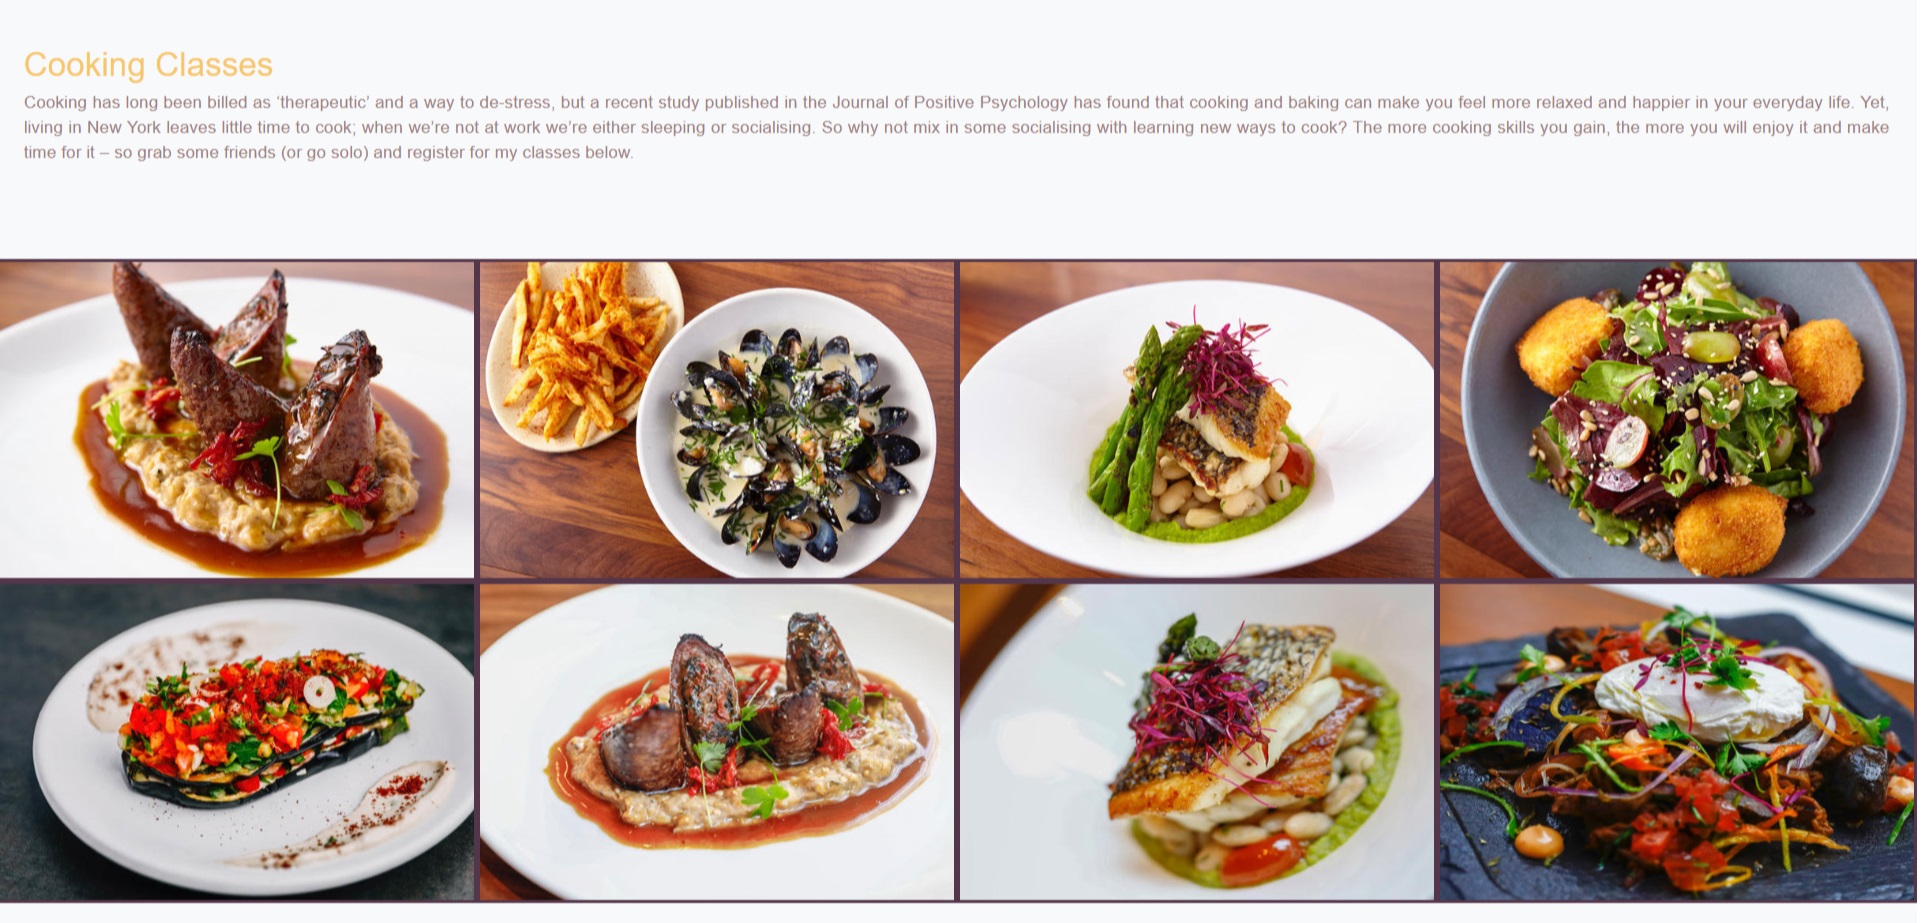 Cooking Classes
Cooking has long been billed as ‘therapeutic’ and a way to de-stress, but a recent study published in the Journal of Positive Psychology has found that cooking and baking can make you feel more relaxed and happier in your everyday life. Yet,
living in New York leaves little time to cook; when we’re not at work we’re either sleeping or socialising. So why not mix in some socialising with learning new ways to cook? The more cooking skills you gain, the more you will enjoy it and make
time for it – so grab some friends (or go solo) and register for my classes below.